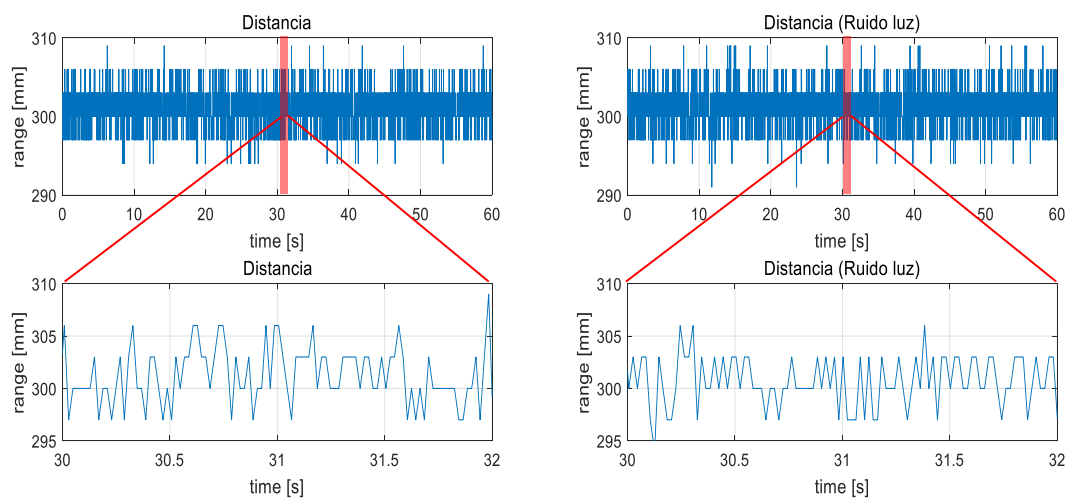 Distancia
310
300
290
range [mm]
0 10 20 30 40 50 60
time [s]
Distancia (Ruido luz)
310
300
290
range [mm]
0 10 20 30 40 50 60
time [s]
Distancia
310
305
300
295
range [mm]
30 30.5 31 31.5 32
time [s]
Distancia (Ruido luz)
310
305
300
295
range [mm]
30 30.5 31 31.5 32
time [s]